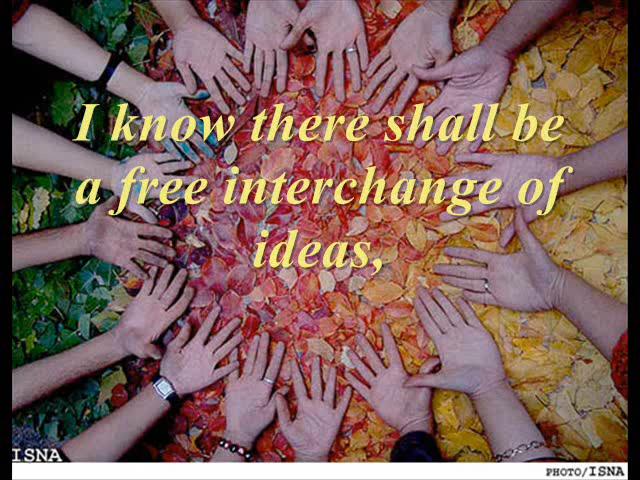 I know there shall be
a free interchange of
ideas,
ISNA
PHOTO/ISNA